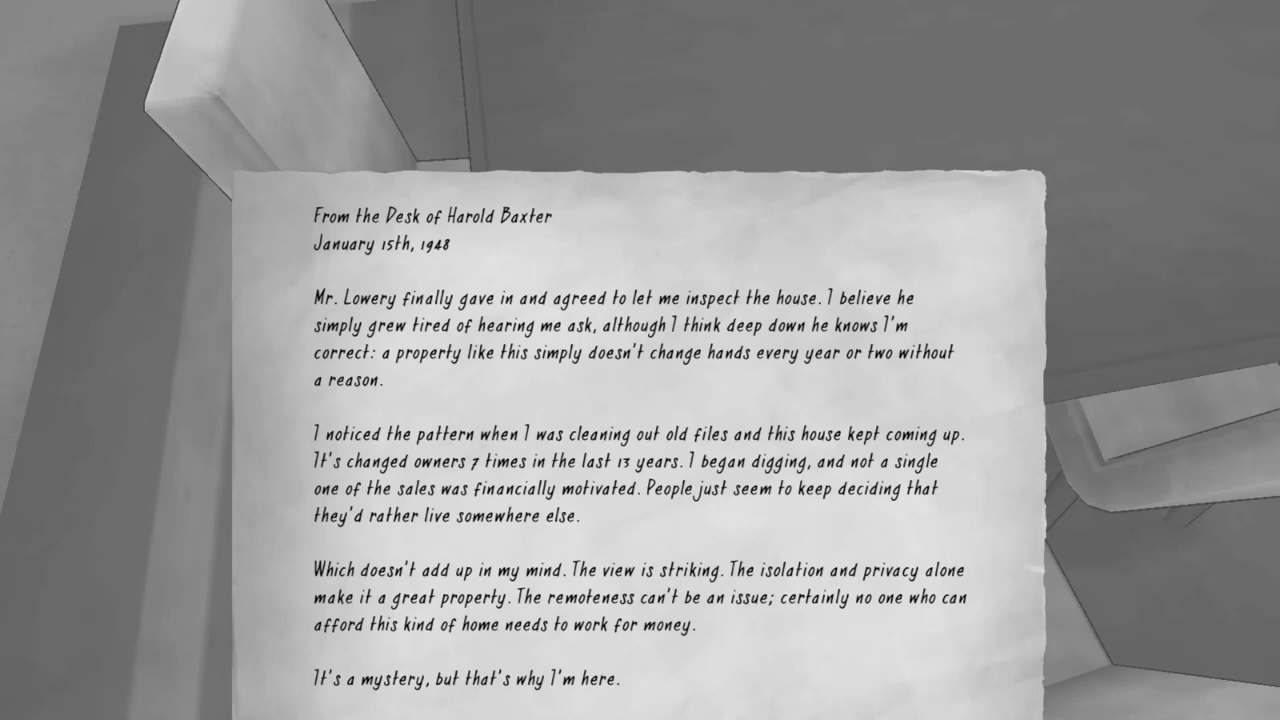 From the Desk of Harold Baxter
January 15th, 1948
Mr. Lowery finally gave in and agreed to let me inspect the house. I believe he
simply grew tired of hearing me ask, although I think deep down he knows I'm
correct: a property like this simply doesn't change hands every year or two without
a reason.
I noticed the pattern when I was cleaning out old files and this house kept coming up.
It's changed owners 7 times in the last 13 years. I began digging, and not a single
one of the sales was financially motivated. People just seem to keep deciding that
they'd rather live somewhere else.
Which doesn't add up in my mind. The view is striking. The isolation and privacy alone
make it a great property. The remoteness can't be an issue; certainly no one who can
afford this kind of home needs to work for money.
It's a mystery, but that's why I'm here.